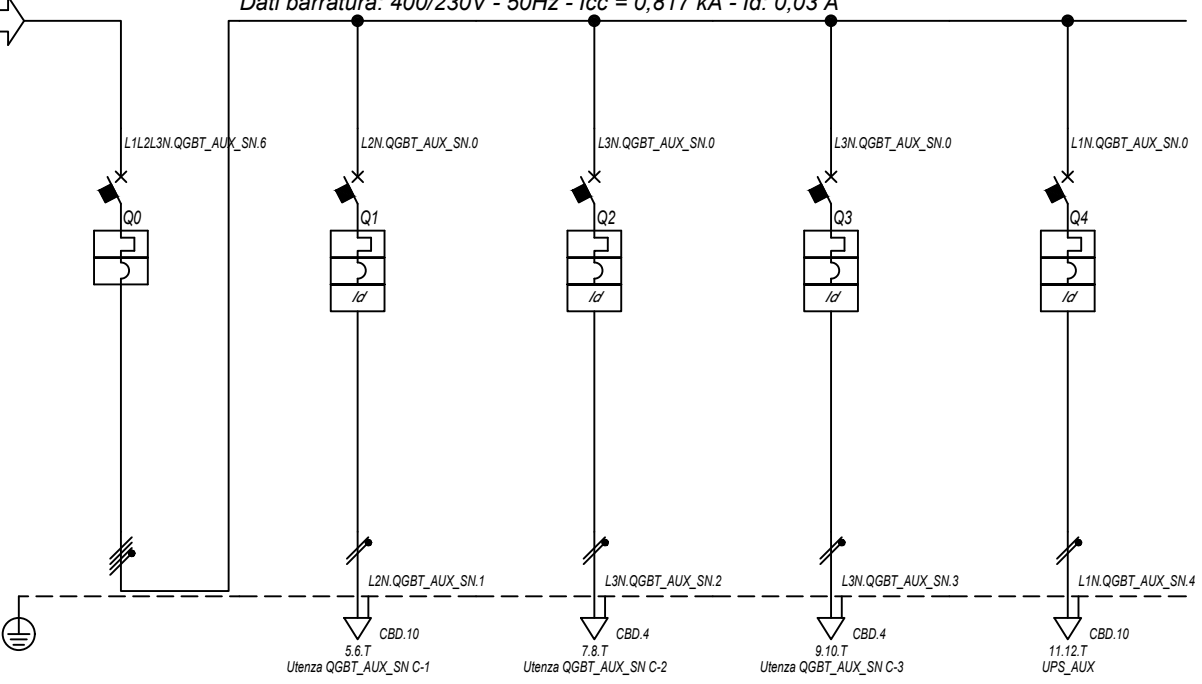 Dati barratura: 400/230V - 50Hz - Icc = 0,817 kA - Id: 0,03 A
L1L2L3N.QGBT_AUX_SN.6
L2N.QGBT_AUX_SN.0
L3N.QGBT_AUX_SN.0
L3N.QGBT_AUX_SN.0
L1N.QGBT_AUX_SN.0
Q0
Q1
Q2
Q3
Q4
Id
Id
Id
Id
L2N.QGBT_AUX_SN.1
L3N.QGBT_AUX_SN.2
L3N.QGBT_AUX_SN.3
L1N.QGBT_AUX_SN.4
CBD.10
CBD.4
CBD.4
CBD.10
5.6.T
7.8.T
9.10.T
11.12.T
Utenza QGBT_AUX_SN C-1
Utenza QGBT_AUX_SN C-2
Utenza QGBT_AUX_SN C-3
UPS_AUX